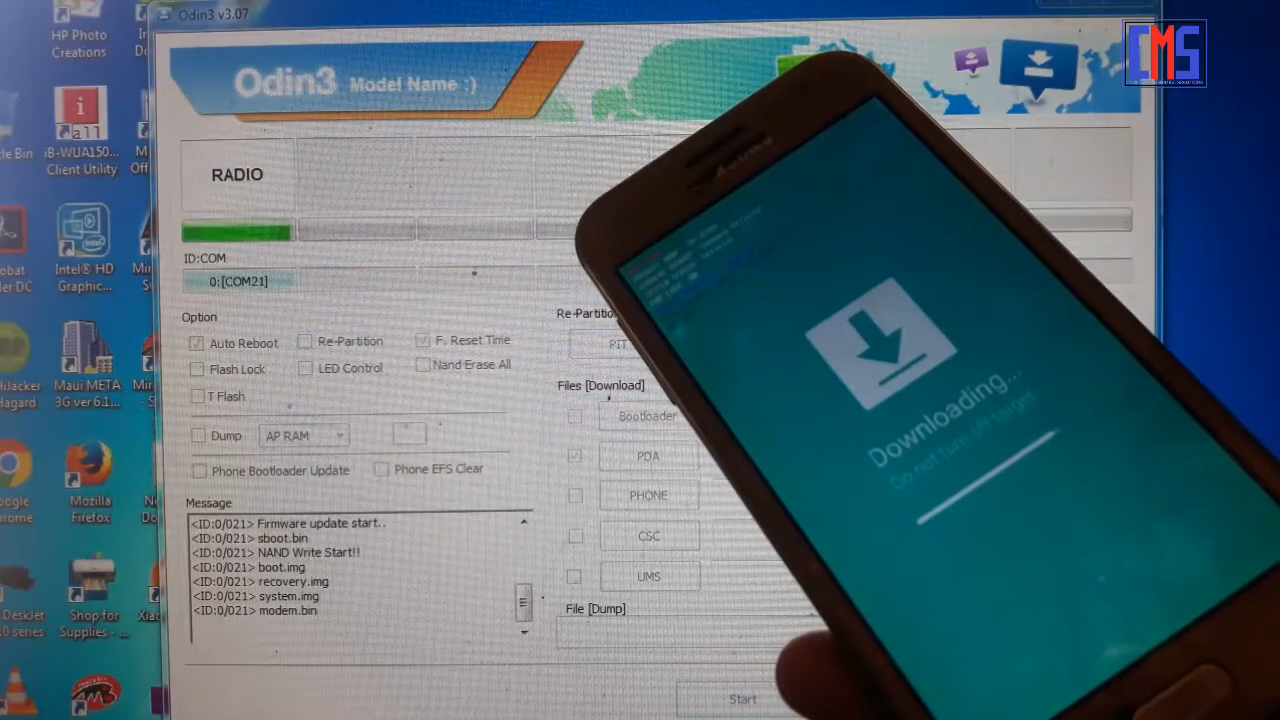 Odin3 v3.07
HP Photo
Creations
Odin3 Model Name :)
CMS
all
iB-WUA150...
Client Utility
RADIO
ID:COM
0:[COM21]
Intel® HD
Graphic...
Option
Auto Reboot
Re-Partition
F. Reset Time
Flash Lock
LED Control
Nand Erase All
T Flash
Dump
AP RAM
Phone Bootloader Update
Phone EFS Clear
Maui META
3G ver 6.1...
Mozilla
Firefox
Shop for
Supplies - ...
DeskJet
Message
<ID:0/021> Firmware update start..
<ID:0/021> sboot.bin
<ID:0/021> NAND Write Start!!
<ID:0/021> boot.img
<ID:0/021> recovery.img
<ID:0/021> system.img
<ID:0/021> modem.bin
PIT
Files [Download]
Bootloader
PDA
PHONE
CSC
UMS
File [Dump]
Start
Downloading...
Do not turn off target